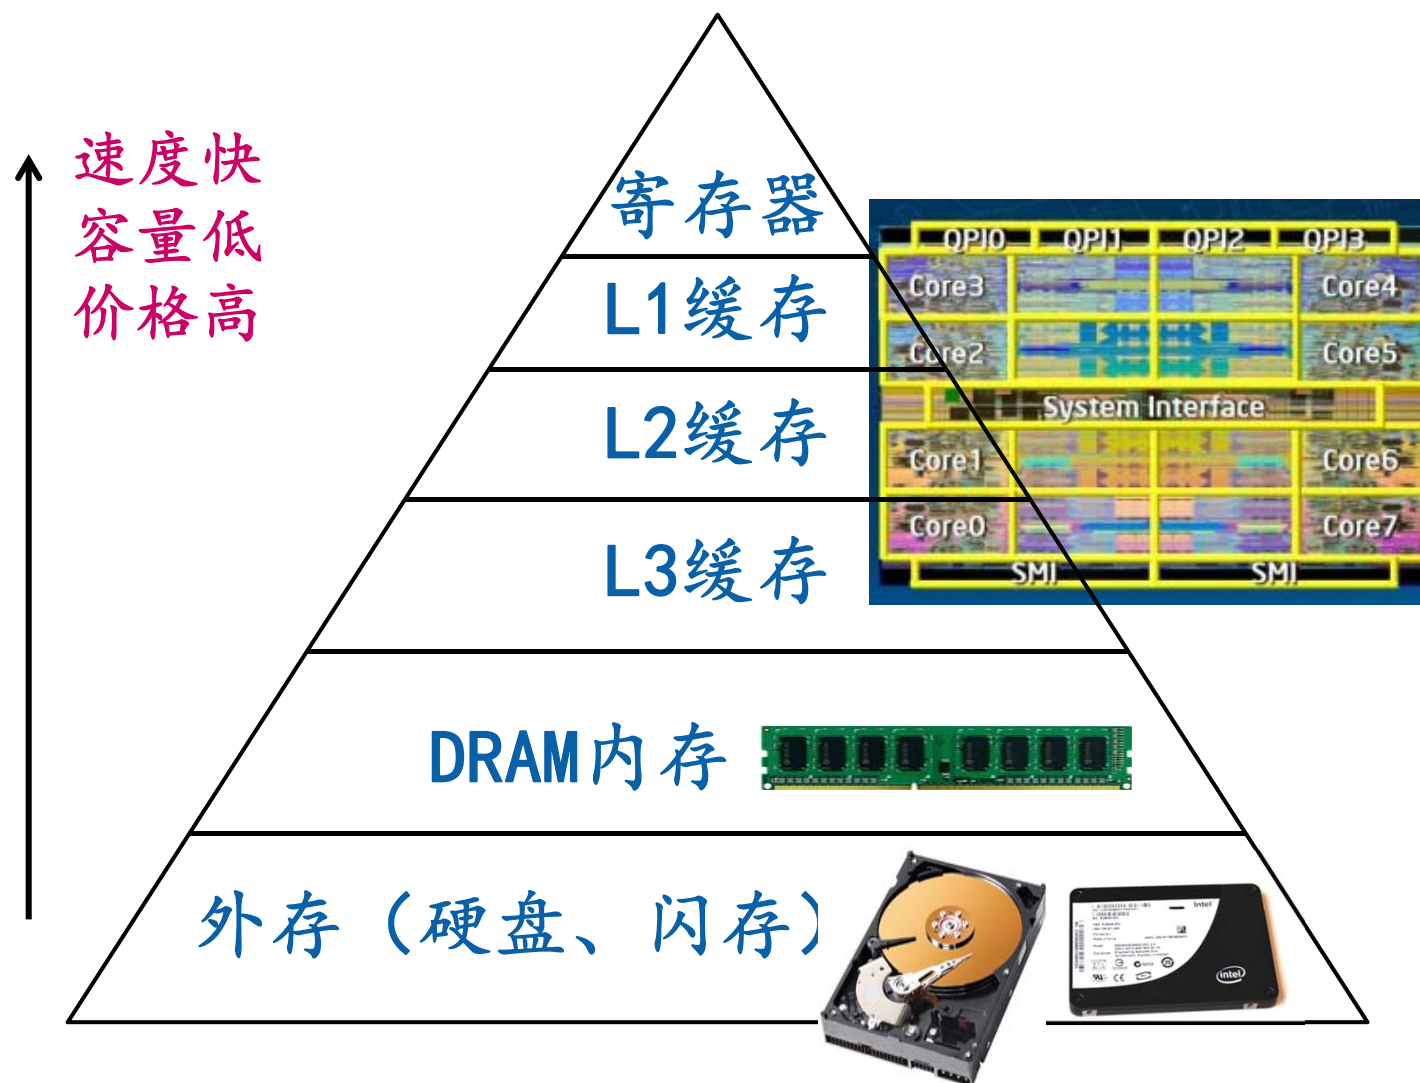 速度快
容量低
价格高
寄存器
L1缓存
L2缓存
L3缓存
DRAM内存
外存（硬盘、闪存）
QPI0 QPI1 QPI2 QPI3
Core3 Core4
Core2 Core5
System Interface
Core1 Core6
Core0 Core7
SMI SMI
intel
intel